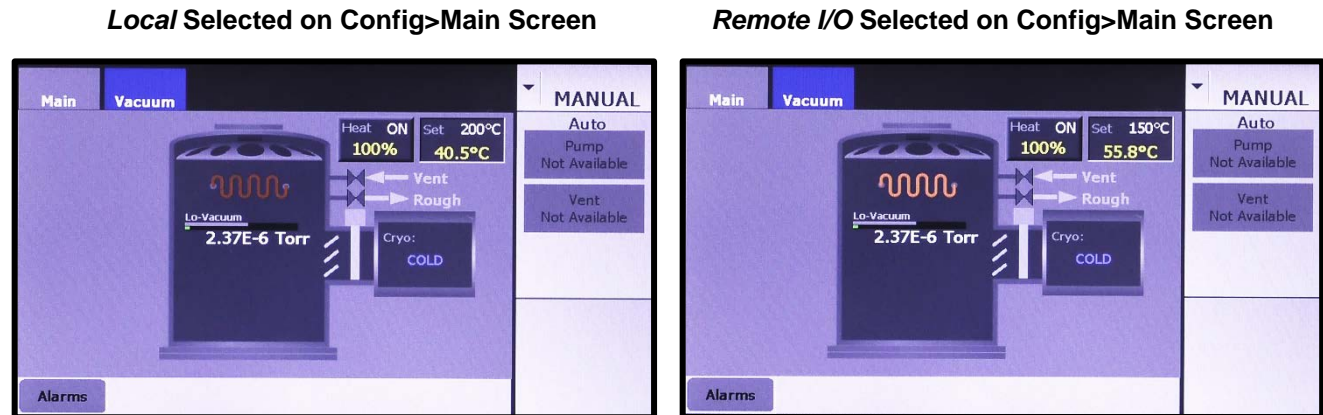 Local Selected on Config>Main Screen
Main
Vacuum
MANUAL
Heat ON
100%
Set 200°C
40.5°C
Auto
Pump
Not Available
Vent
Rough
Vent
Not Available
Lo-Vacuum
2.37E-6 Torr
Cryo:
COLD
Alarms
Remote I/O Selected on Config>Main Screen
Main
Vacuum
MANUAL
Heat ON
100%
Set 150°C
55.8°C
Auto
Pump
Not Available
Vent
Rough
Vent
Not Available
Lo-Vacuum
2.37E-6 Torr
Cryo:
COLD
Alarms